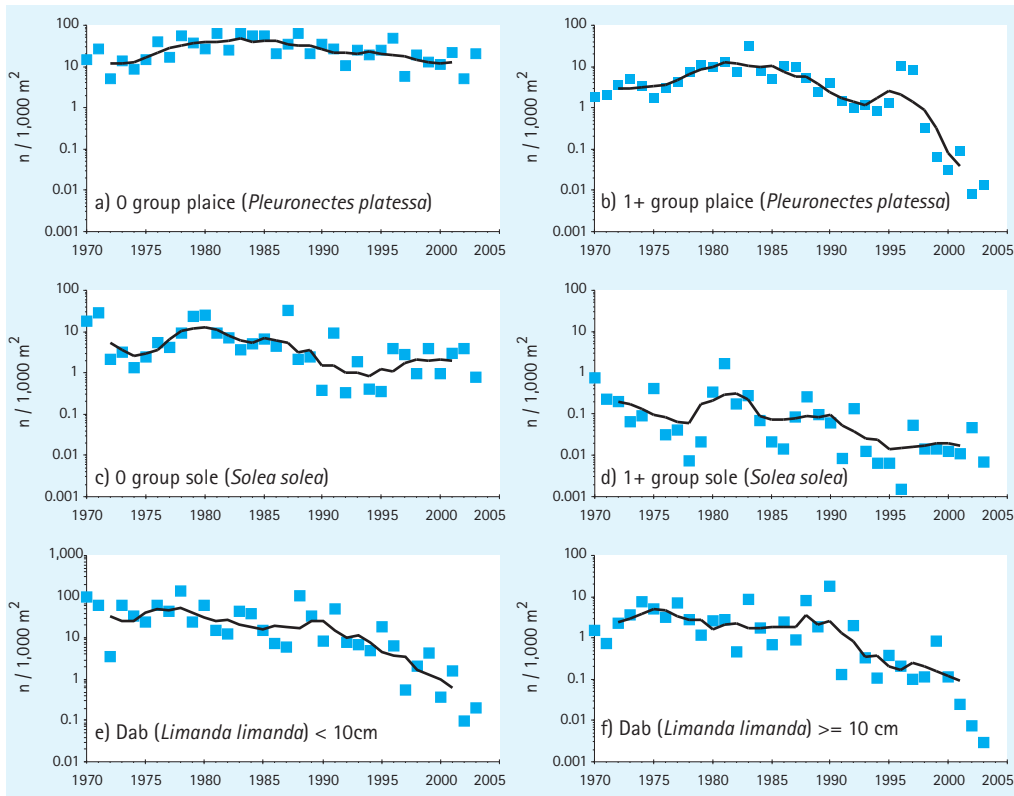 100
10
1
0.1
0.01
0.001
n / 1,000 m²
a) 0 group plaice (Pleuronectes platessa)
1970 1975 1980 1985 1990 1995 2000 2005
100
10
1
0.1
0.01
0.001
n / 1,000 m²
b) 1+ group plaice (Pleuronectes platessa)
1970 1975 1980 1985 1990 1995 2000 2005
100
10
1
0.1
0.01
0.001
n / 1,000 m²
c) 0 group sole (Solea solea)
1970 1975 1980 1985 1990 1995 2000 2005
100
10
1
0.1
0.01
0.001
n / 1,000 m²
d) 1+ group sole (Solea solea)
1970 1975 1980 1985 1990 1995 2000 2005
1,000
100
10
1
0.1
0.01
n / 1,000 m²
e) Dab (Limanda limanda) < 10cm
1970 1975 1980 1985 1990 1995 2000 2005
100
10
1
0.1
0.01
0.001
n / 1,000 m²
f) Dab (Limanda limanda) >= 10 cm
1970 1975 1980 1985 1990 1995 2000 2005